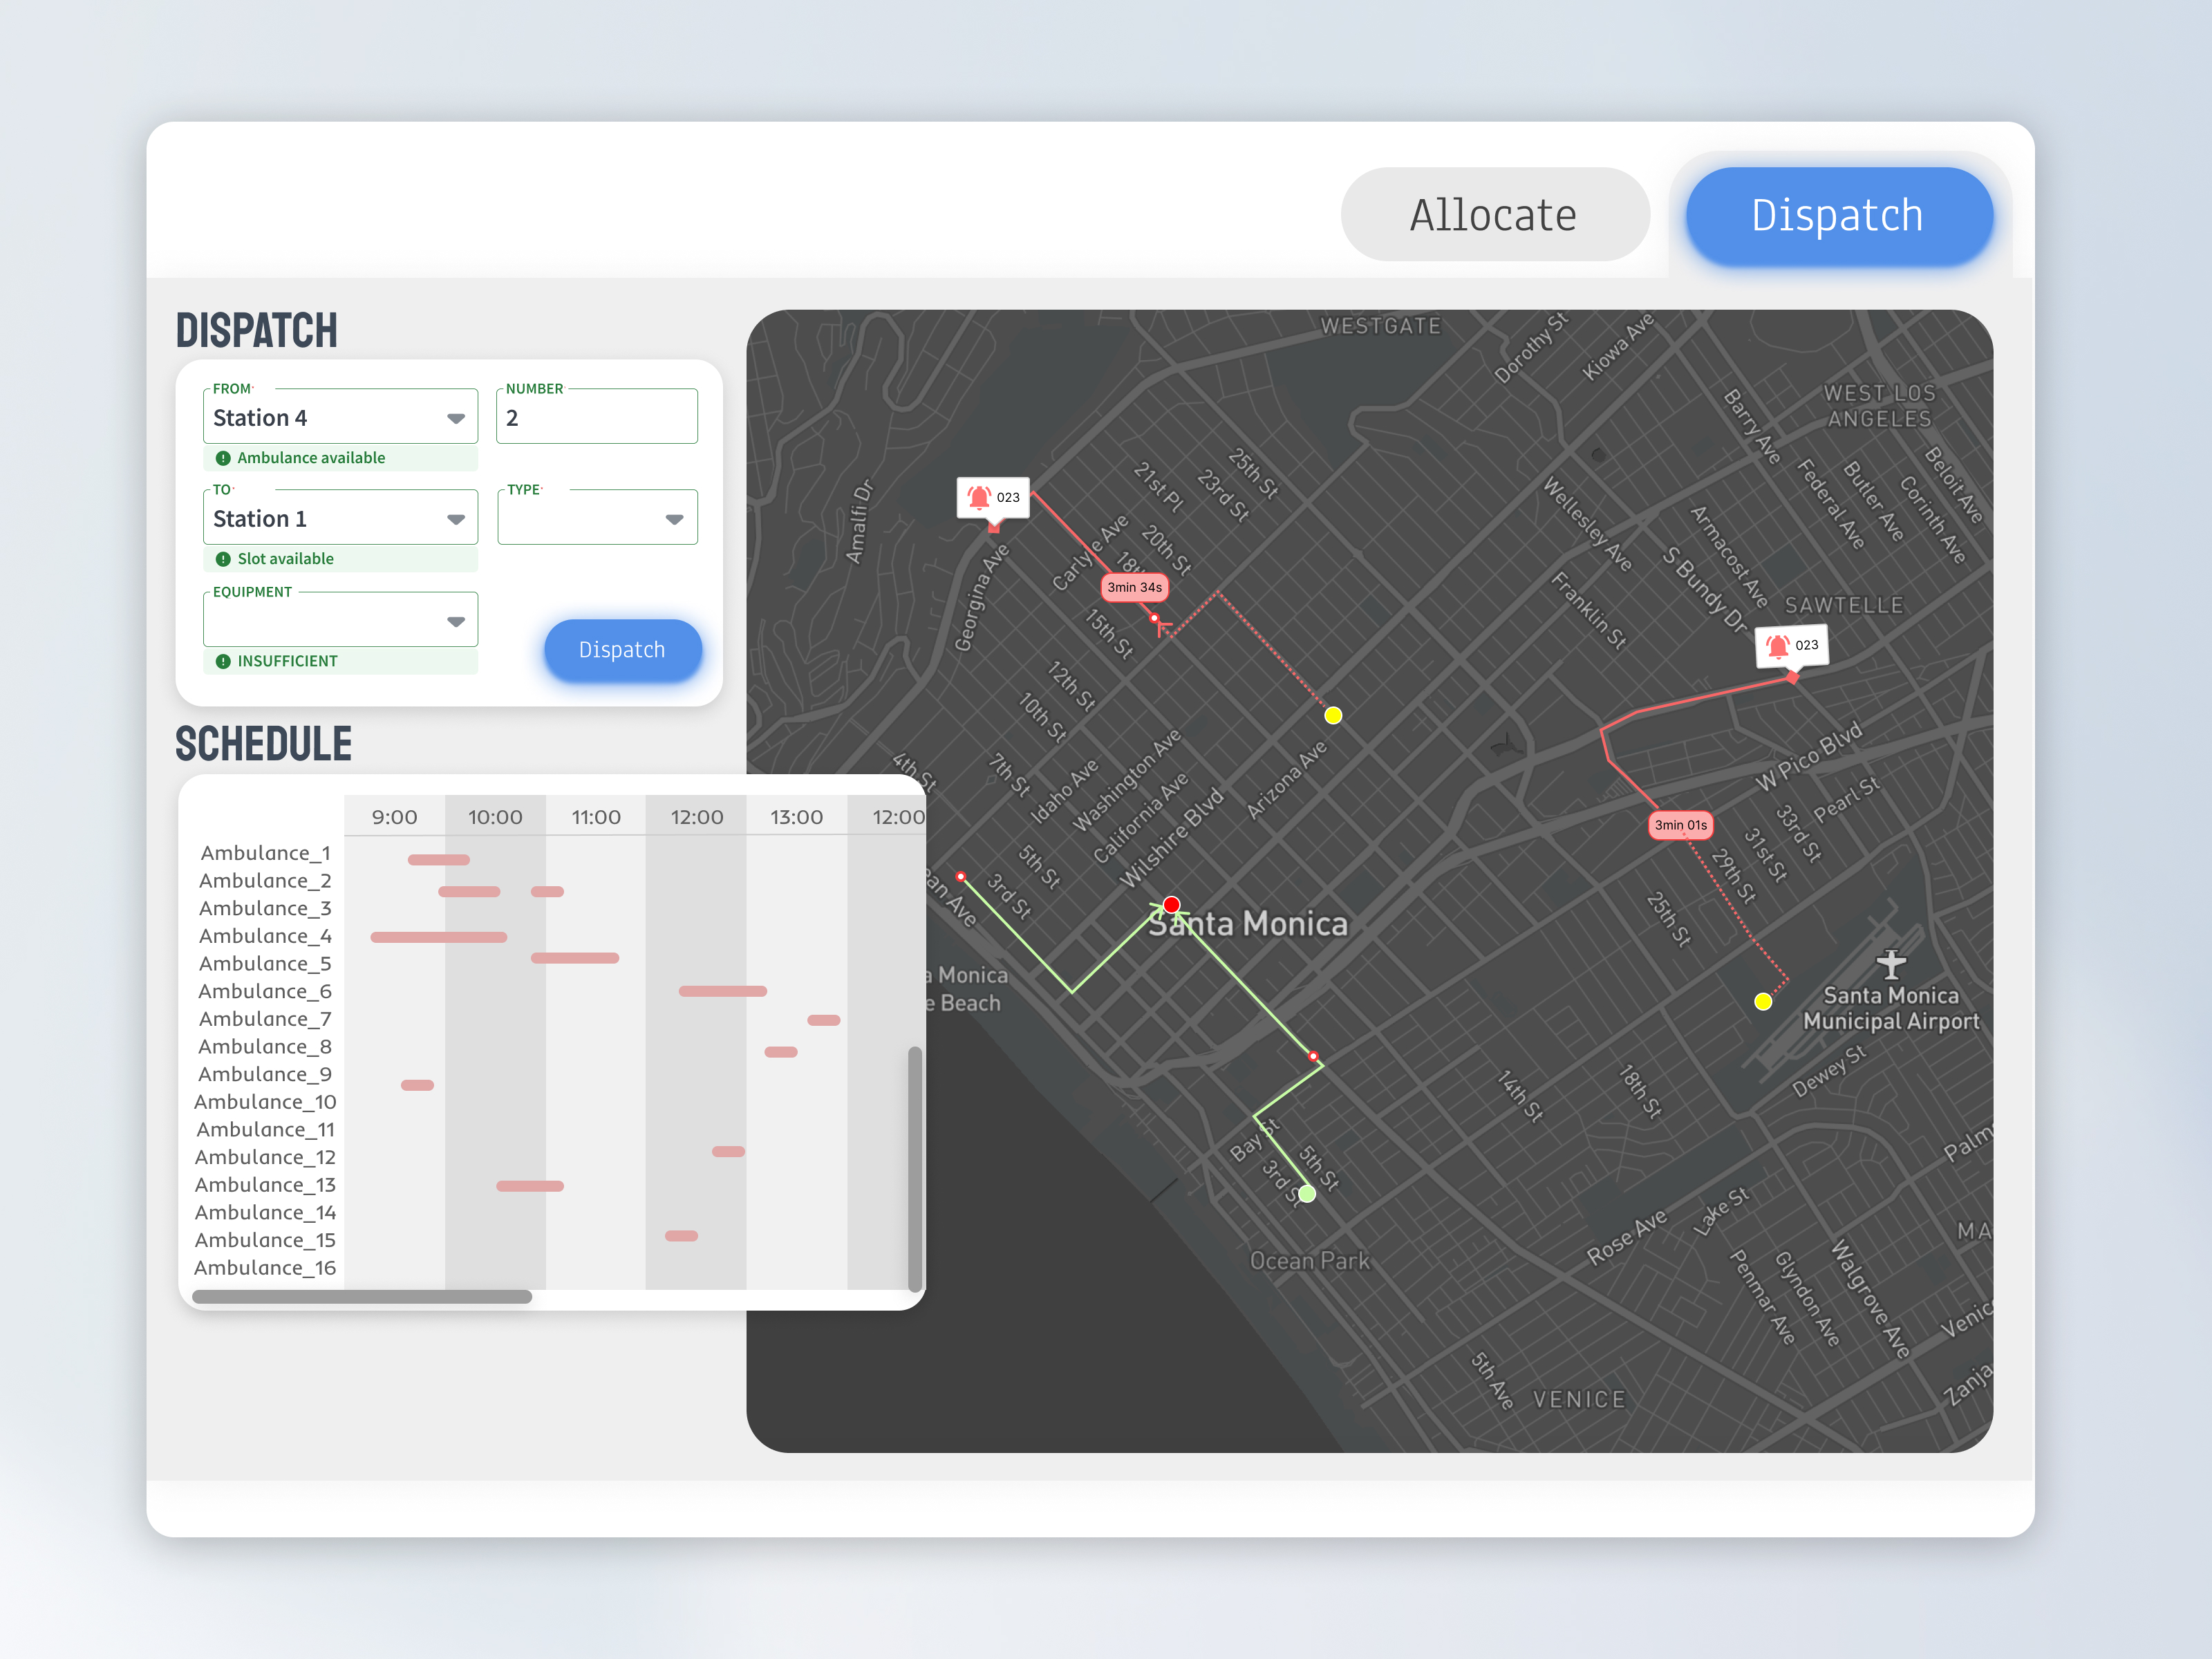 Allocate
Dispatch
DISPATCH
FROM*
Station 4
NUMBER
2
Ambulance available
TO*
Station 1
TYPE*
Slot available
EQUIPMENT
INSUFFICIENT
Dispatch
SCHEDULE
9:00 10:00 11:00 12:00 13:00 12:00
Ambulance_1
Ambulance_2
Ambulance_3
Ambulance_4
Ambulance_5
Ambulance_6
Ambulance_7
Ambulance_8
Ambulance_9
Ambulance_10
Ambulance_11
Ambulance_12
Ambulance_13
Ambulance_14
Ambulance_15
Ambulance_16
WESTGATE
Dorothy St
Kiowa Ave
WEST LOS
ANGELES
Barry Ave
Federal Ave
Butler Ave
Beloit Ave
Corinth Ave
Amalfi Dr
023
21st Pl
23rd St
25th St
Carly e Ave
20th St
18th
3min 34s
Georgina Ave
15th St
Wellesley Ave
Armacost Ave
S Bundy Dr
Franklin St
SAWTELLE
023
12th St
10th St
4th St
7th St
Idaho Ave
Washington Ave
California Ave
Wilshire Blvd
Arizona Ave
W Pico Blvd
Pearl St
33rd St
31st St
29th St
25th St
3min 01s
5th St
3rd St
ean Ave
Santa Monica
a Monica
e Beach
Santa Monica
Municipal Airport
Dewey St
14th St
18th St
Bay St
5th St
3rd St
Ocean Park
Rose Ave
Lake St
Penmar Ave
Glyndon Ave
Walgrove Ave
Palm
MA
Venic
Zanja
5th Ave
VENICE